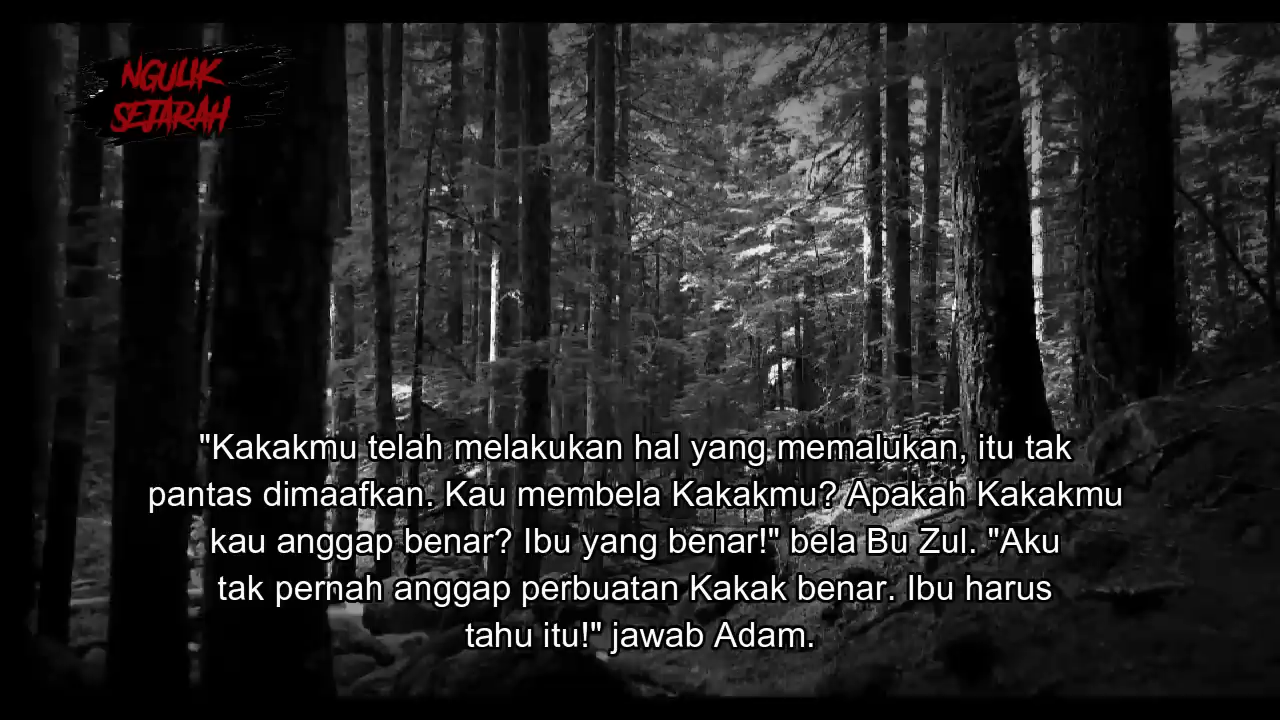 NGULIK
SEJARAH
"Kakakmu telah melakukan hal yang memalukan, itu tak
pantas dimaafkan. Kau membela Kakakmu? Apakah Kakakmu
kau anggap benar? Ibu yang benar!" bela Bu Zul. "Aku
tak pernah anggap perbuatan Kakak benar. Ibu harus
tahu itu!" jawab Adam.